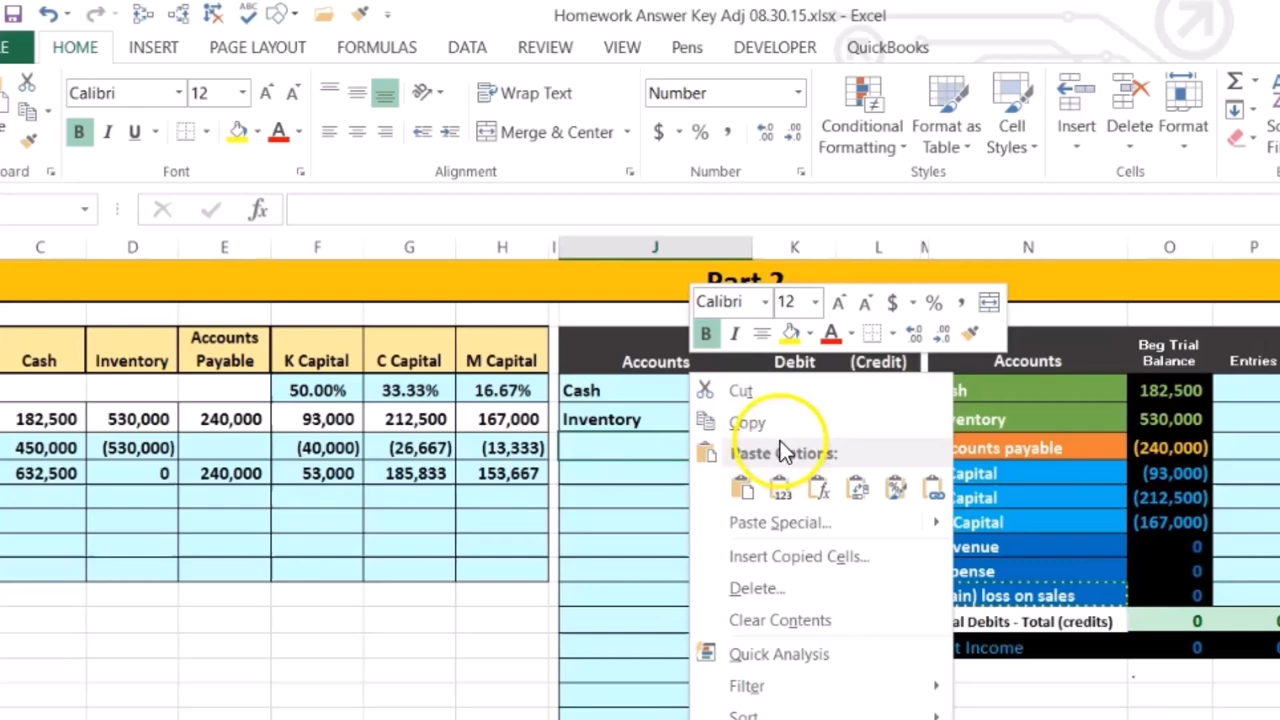 Homework Answer Key Adj 08.30.15.xlsx - Excel
HOME INSERT PAGE LAYOUT FORMULAS DATA REVIEW VIEW Pens DEVELOPER QuickBooks
Calibri 12 Wrap Text Number
B I U Merge & Center $ % , Conditional Formatting Format as Table Cell Styles Insert Delete Format
Font Alignment Number Styles Cells
fx
C D E F G H I J K L M N O P
Part 2
Calibri 12 $ % ,
B I
Cash Inventory Accounts Payable K Capital C Capital M Capital Accounts Debit (Credit) Accounts Beg Trial Balance Entries
50.00% 33.33% 16.67% Cash 182,500
182,500 530,000 240,000 93,000 212,500 167,000 Inventory 530,000
450,000 (530,000) (40,000) (26,667) (13,333) counts payable (240,000)
632,500 0 240,000 53,000 185,833 153,667 Capital (93,000)
Capital (212,500)
Capital (167,000)
venue 0
pense 0
ain) loss on sales 0
al Debits - Total (credits) 0
t Income 0
Cut
Copy
Paste Options:
123
Paste Special...
Insert Copied Cells...
Delete...
Clear Contents
Quick Analysis
Filter
Sort